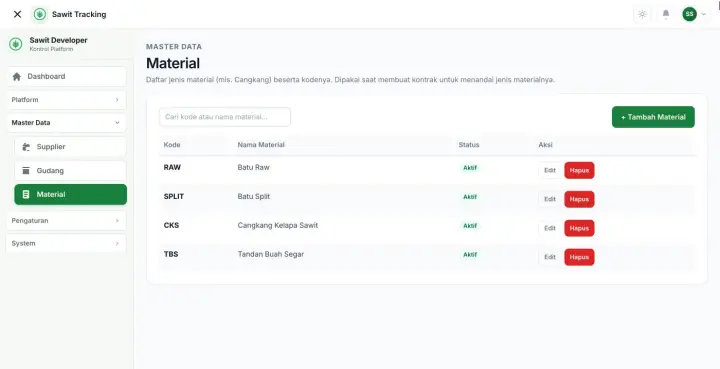 Sawit Tracking
SS
Sawit Developer
Kontrol Platform
Dashboard
Platform
Master Data
Supplier
Gudang
Material
Pengaturan
System
MASTER DATA
Material
Daftar jenis material (mis. Cangkang) beserta kodenya. Dipakai saat membuat kontrak untuk menandai jenis materialnya.
Cari kode atau nama material...
+ Tambah Material
Kode Nama Material Status Aksi
RAW Batu Raw Aktif Edit Hapus
SPLIT Batu Split Aktif Edit Hapus
CKS Cangkang Kelapa Sawit Aktif Edit Hapus
TBS Tandan Buah Segar Aktif Edit Hapus